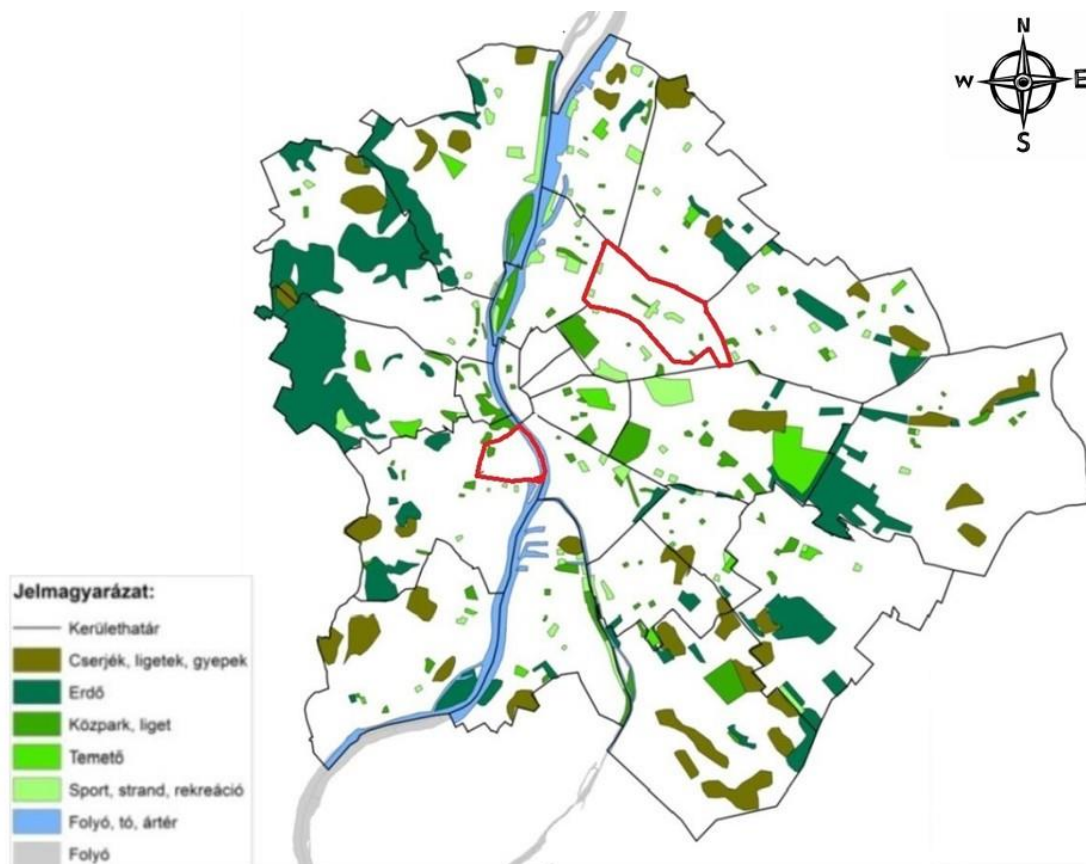 N
W
E
S
Jelmagyarázat:
Kerülethatár
Cserjék, ligetek, gyepek
Erdő
Közpark, liget
Temető
Sport, strand, rekreáció
Folyó, tó, ártér
Folyó